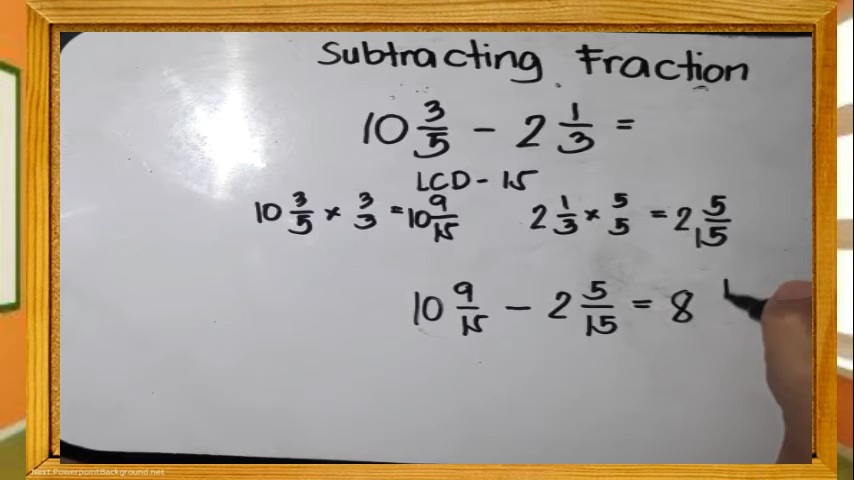 Subtracting Fraction
10 3/5 - 2 1/3 =
LCD - 15
10 3/5 × 3/3 = 10 9/15 2 1/3 × 5/5 = 2 5/15
10 9/15 - 2 5/15 = 8
Next.PowerpointBackground.net